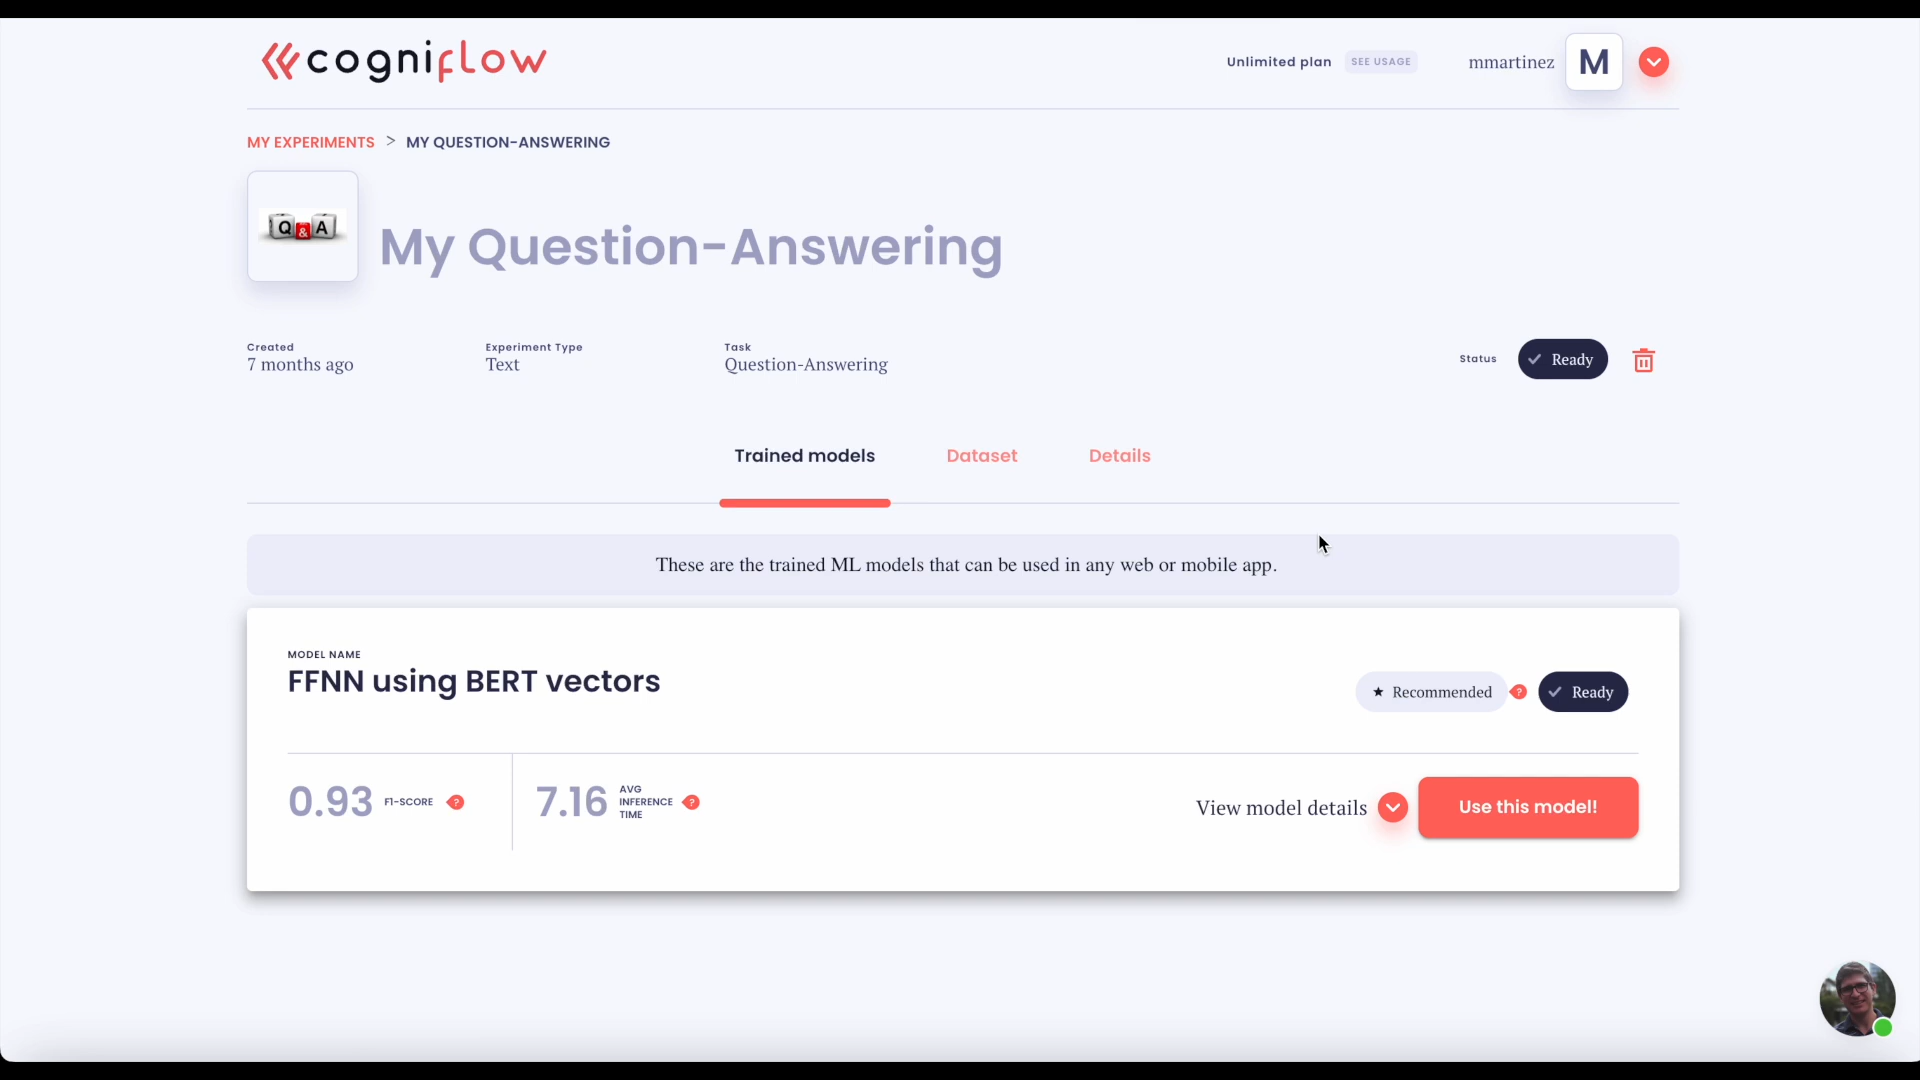 cogniflow
Unlimited plan SEE USAGE mmartinez M
MY EXPERIMENTS > MY QUESTION-ANSWERING
Q & A
My Question-Answering
Created
7 months ago
Experiment Type
Text
Task
Question-Answering
Status
Ready
Trained models Dataset Details
These are the trained ML models that can be used in any web or mobile app.
MODEL NAME
FFNN using BERT vectors
★ Recommended ? Ready
0.93 F1-SCORE ?
7.16 AVG
INFERENCE ?
TIME
View model details Use this model!